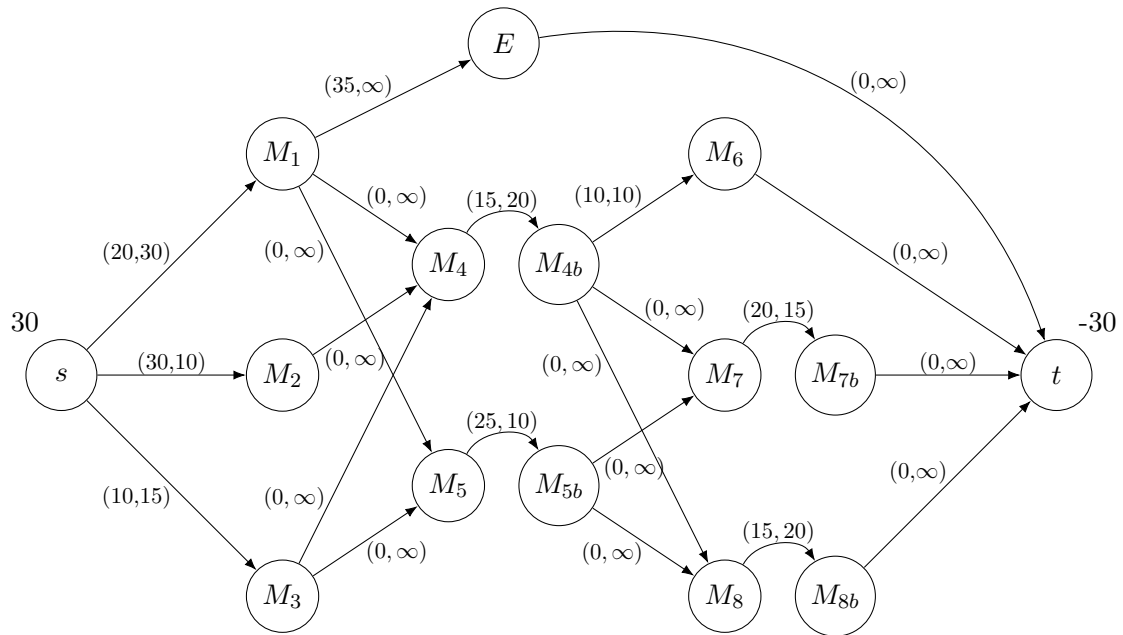 E
(0,∞)
(35,∞)
M₁
M₆
(0, ∞)
(15, 20)
(10,10)
(20,30)
(0, ∞)
M₄
M₄b
(0,∞)
(0, ∞)
(20, 15)
30
-30
s
(30,10)
M₂
(0, ∞)
(0, ∞)
M₇
M₇b
(0,∞)
t
(25, 10)
(10,15)
(0, ∞)
M₅
M₅b
(0, ∞)
(0, ∞)
(0, ∞)
(0, ∞)
(15, 20)
M₃
M₈
M₈b